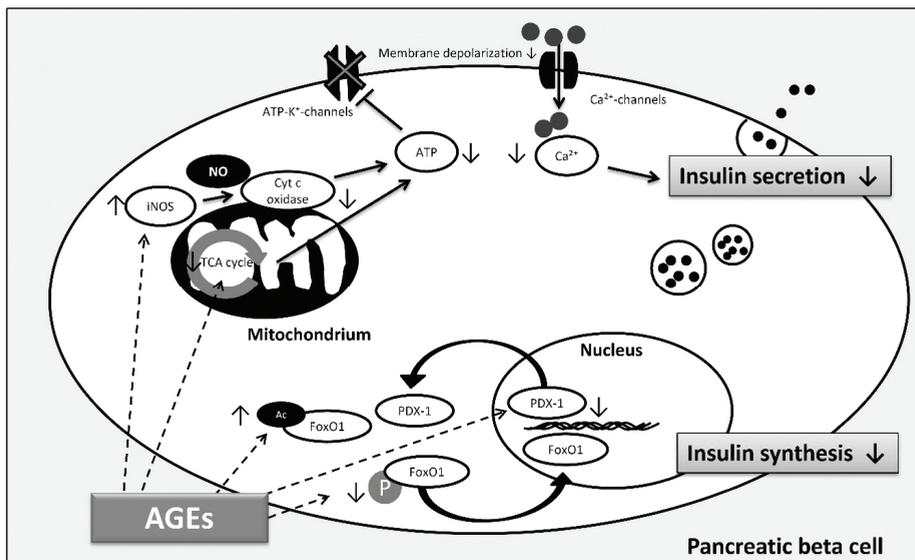 Membrane depolarization ↓
ATP-K⁺-channels
Ca²⁺-channels
ATP ↓
↓ Ca²⁺
Insulin secretion ↓
NO
↑ iNOS
Cyt c
oxidase ↓
↓ TCA cycle
Mitochondrium
Nucleus
PDX-1
PDX-1 ↓
↑ Ac
FoxO1
FoxO1
Insulin synthesis ↓
↓ P
FoxO1
AGEs
Pancreatic beta cell